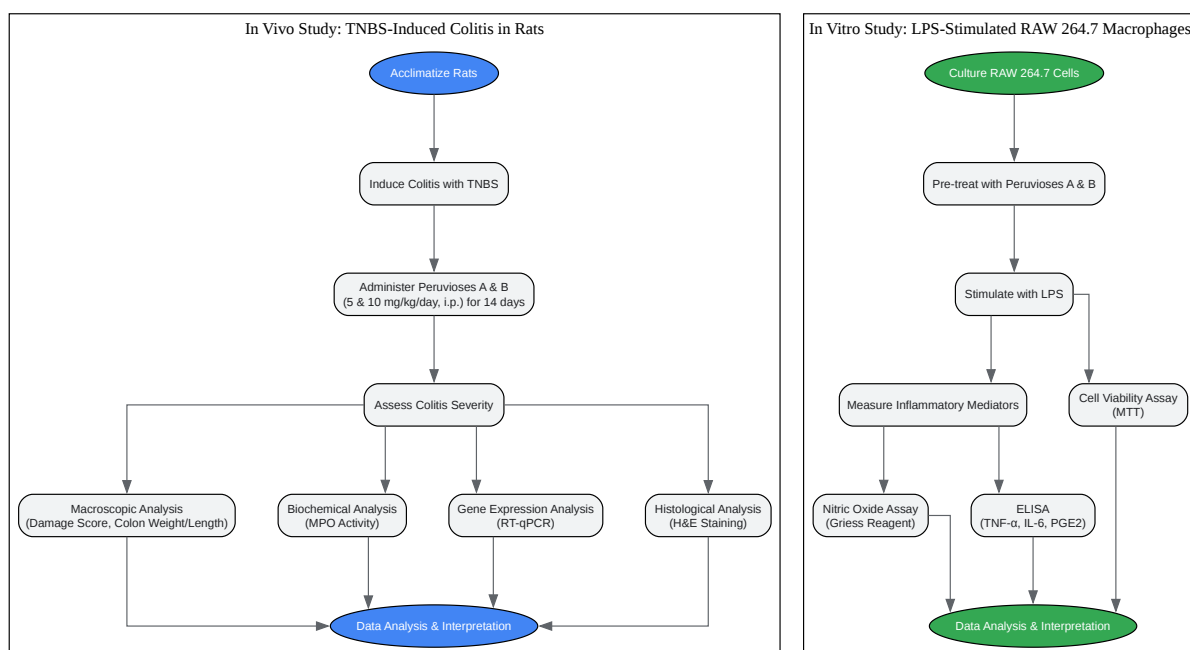 In Vivo Study: TNBS-Induced Colitis in Rats
Acclimatize Rats
Induce Colitis with TNBS
Administer Peruvioses A & B
(5 & 10 mg/kg/day, i.p.) for 14 days
Assess Colitis Severity
Macroscopic Analysis
(Damage Score, Colon Weight/Length)
Biochemical Analysis
(MPO Activity)
Gene Expression Analysis
(RT-qPCR)
Histological Analysis
(H&E Staining)
Data Analysis & Interpretation
In Vitro Study: LPS-Stimulated RAW 264.7 Macrophages
Culture RAW 264.7 Cells
Pre-treat with Peruvioses A & B
Stimulate with LPS
Measure Inflammatory Mediators
Cell Viability Assay
(MTT)
Nitric Oxide Assay
(Griess Reagent)
ELISA
(TNF-α, IL-6, PGE2)
Data Analysis & Interpretation